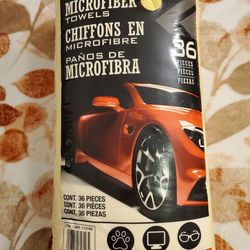 MICROFIBER
TOWELS
CHIFFONS EN
MICROFIBRE
PAÑOS DE
MICROFIBRA
36
PIECES
PIÈCES
PIEZAS
CONT. 36 PIECES
CONT. 36 PIÈCES
CONT. 36 PIEZAS